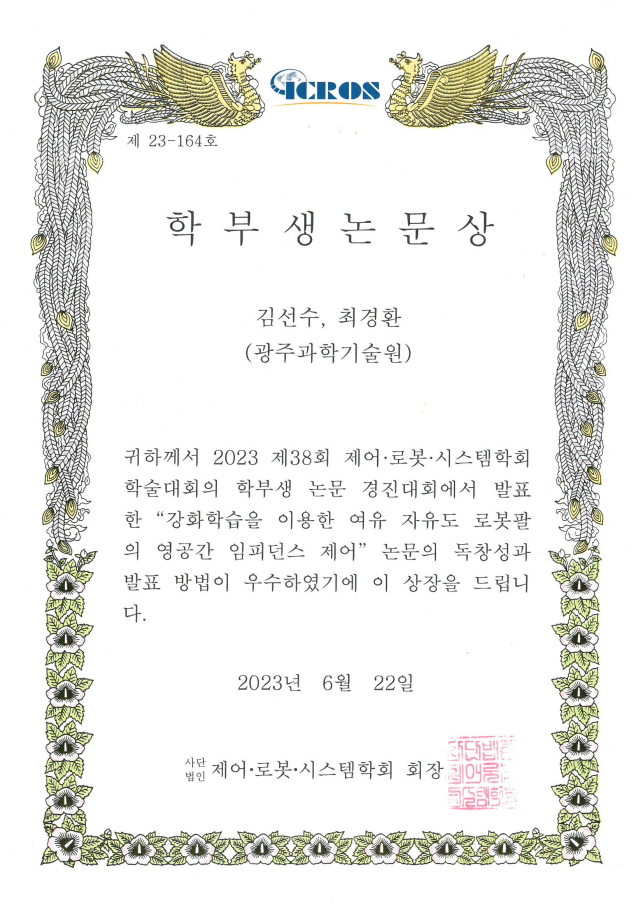 ICROS
제 23-164호
학부생논문상
김선수, 최경환
(광주과학기술원)
귀하께서 2023 제38회 제어·로봇·시스템학회
학술대회의 학부생 논문 경진대회에서 발표
한 “강화학습을 이용한 여유 자유도 로봇팔
의 영공간 임피던스 제어” 논문의 독창성과
발표 방법이 우수하였기에 이 상장을 드립니
다.
2023년 6월 22일
사단법인 제어·로봇·시스템학회 회장